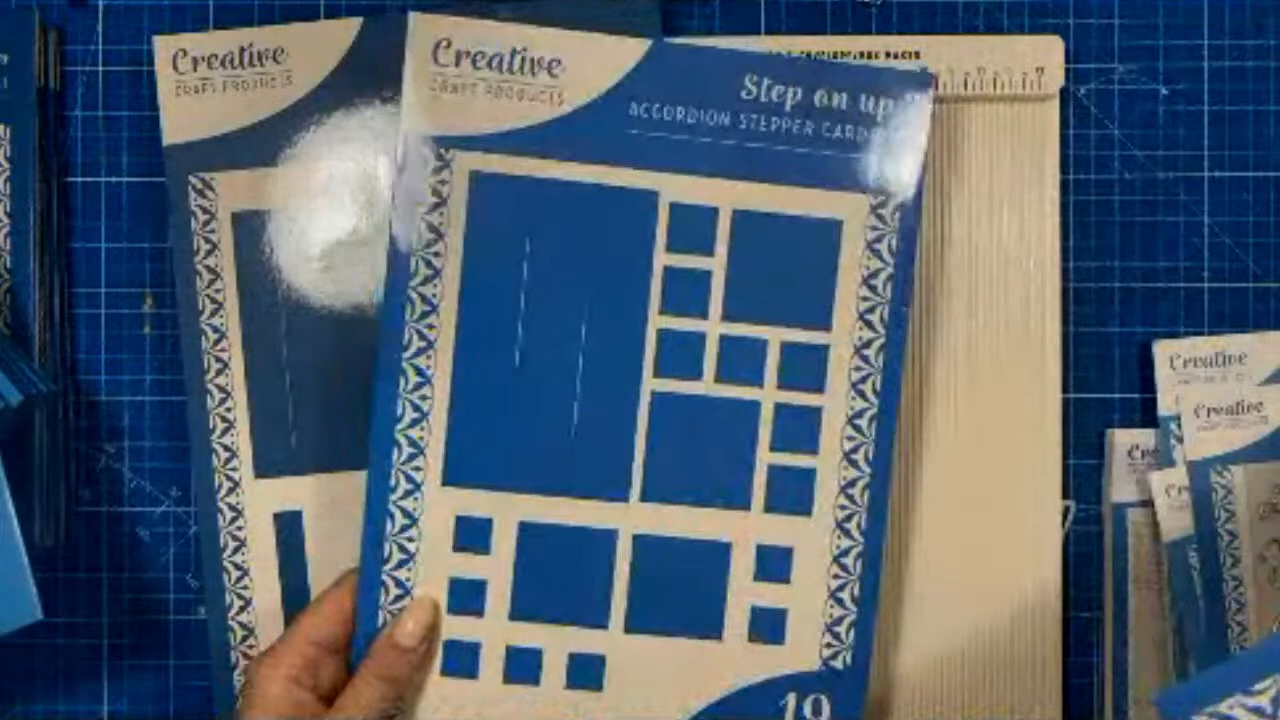 Creative
CRAFT PRODUCTS
Creative
CRAFT PRODUCTS
Step on up
ACCORDION STEPPER CARD
19
Creative
Creative